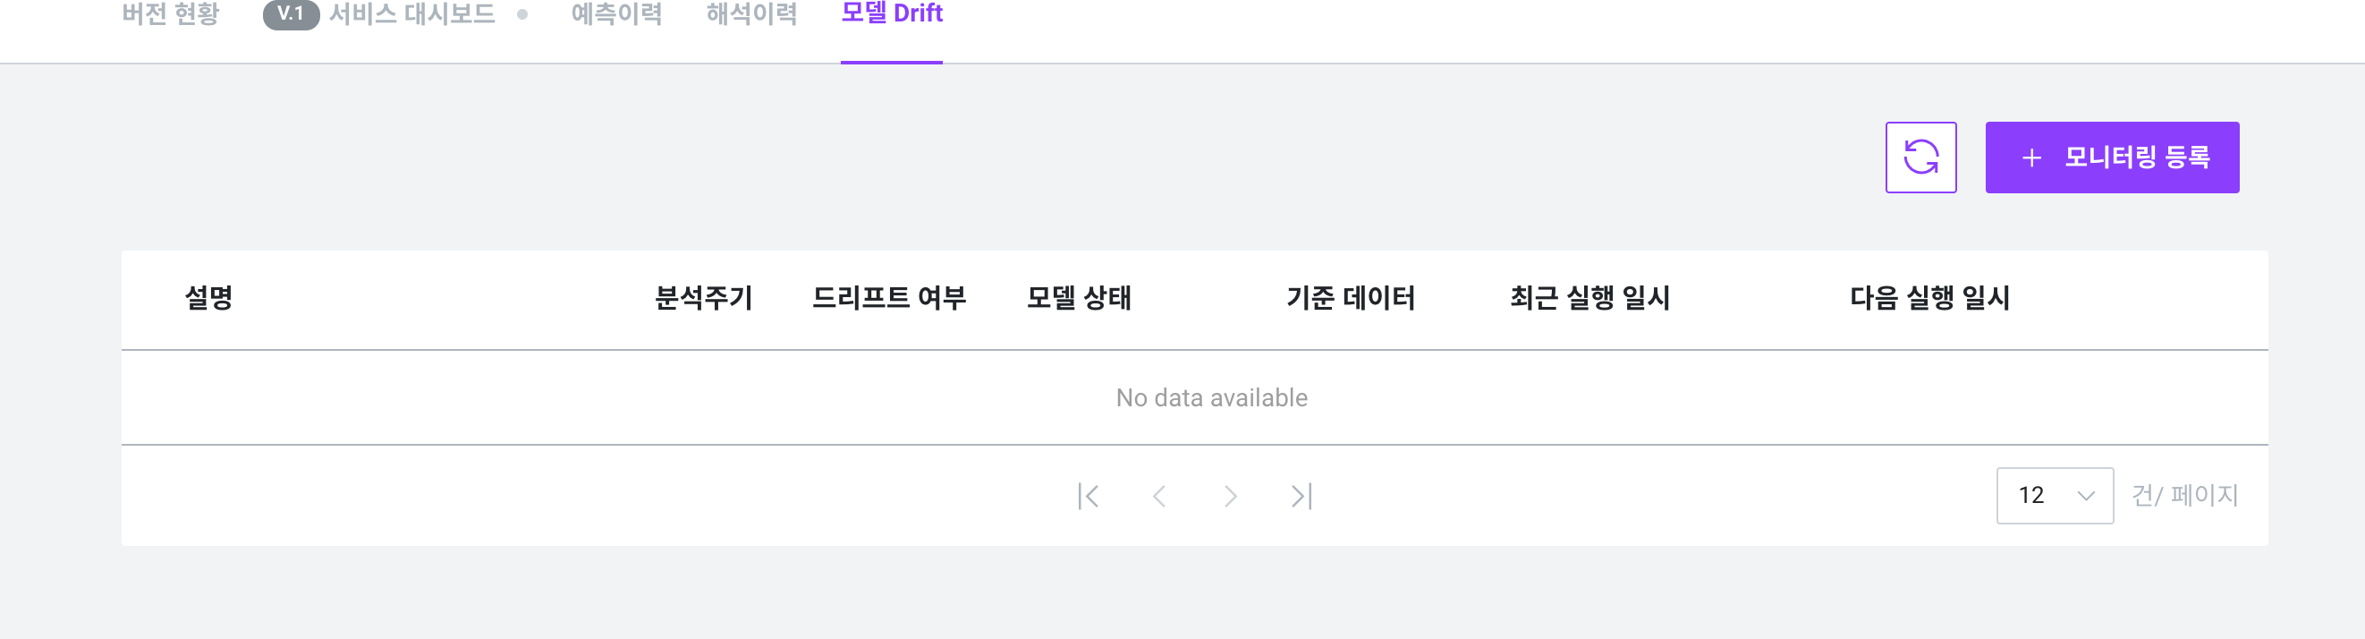 버전 현황 V.1 서비스 대시보드 예측이력 해석이력 모델 Drift
+ 모니터링 등록
설명 분석주기 드리프트 여부 모델 상태 기준 데이터 최근 실행 일시 다음 실행 일시
No data available
12 건/ 페이지